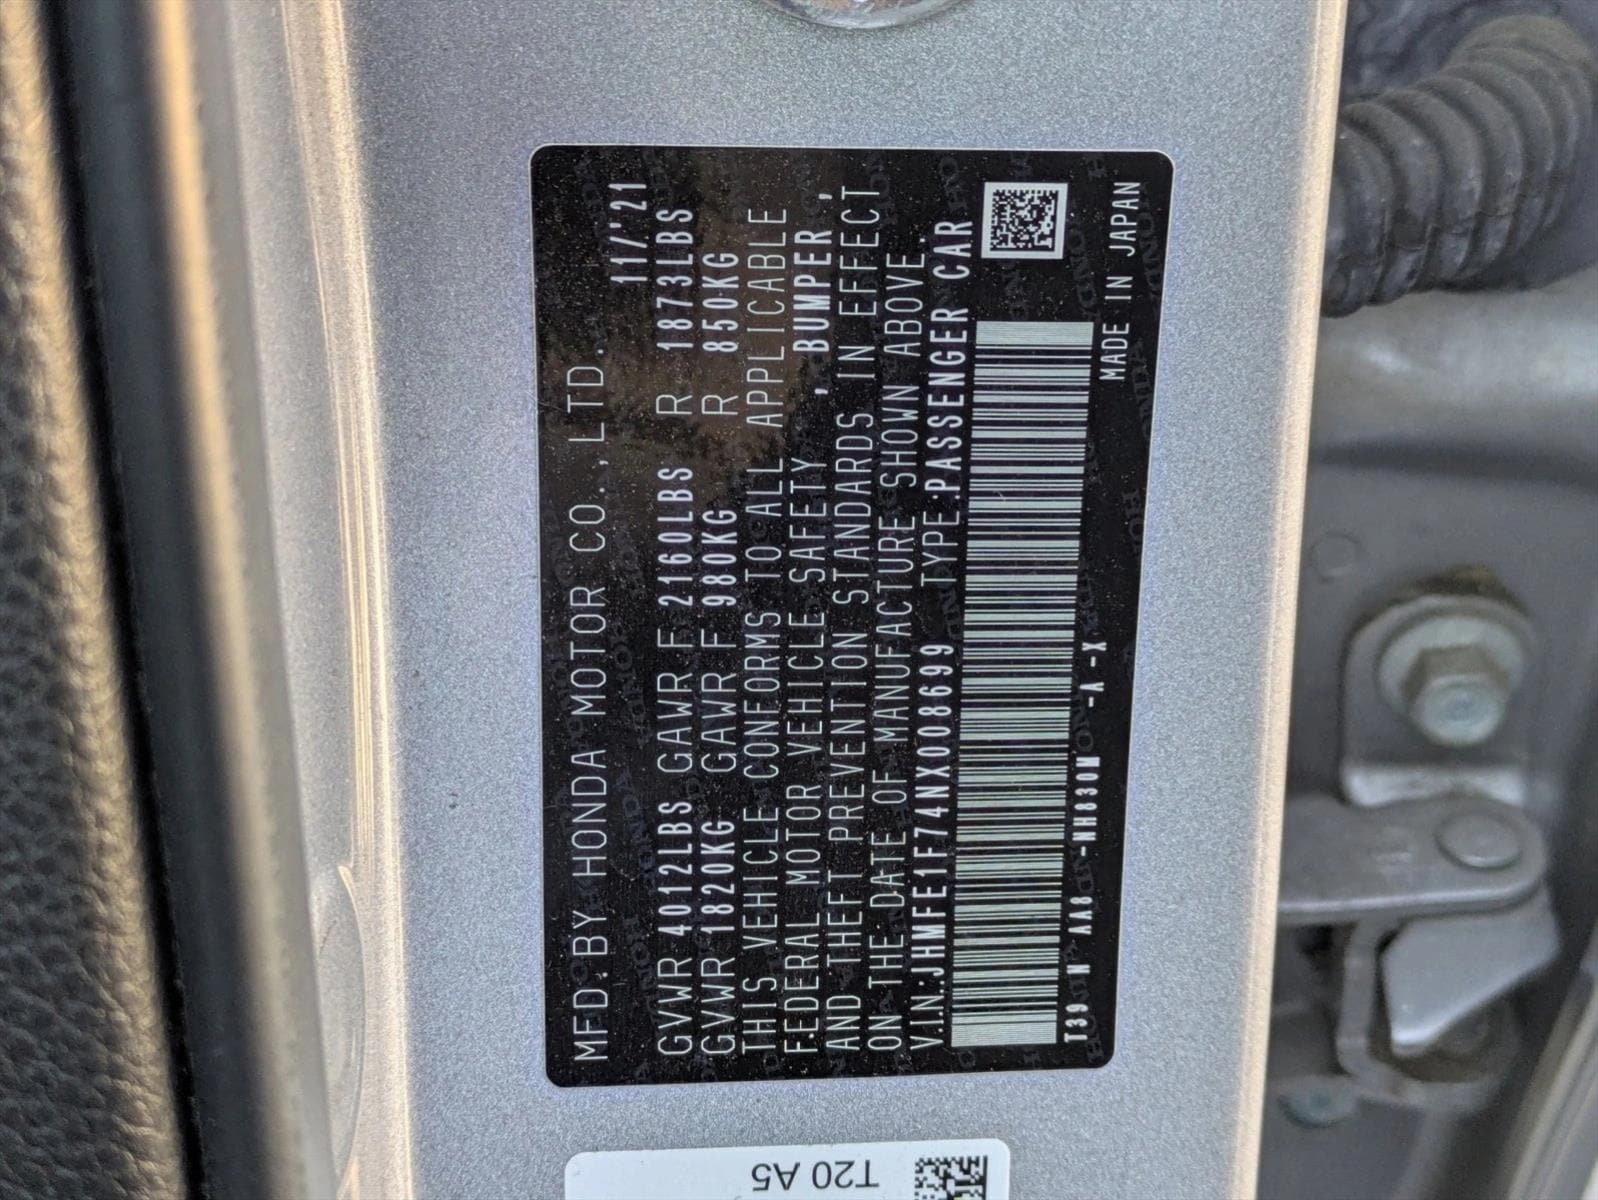 MFD.BY HONDA MOTOR CO.,LTD. 11/'21
GVWR 4012LBS GAWR F 2160LBS R 1873LBS
GVWR 1820KG GAWR F 980KG R 850KG
THIS VEHICLE CONFORMS TO ALL APPLICABLE
FEDERAL MOTOR VEHICLE SAFETY , BUMPER ,
AND THEFT PREVENTION STANDARDS IN EFFECT
ON THE DATE OF MANUFACTURE SHOWN ABOVE.
V.I.N:JHMFE1F74NX008699 TYPE:PASSENGER CAR
T39 N AA8 -NH830M -A -X
MADE IN JAPAN
T20 A5